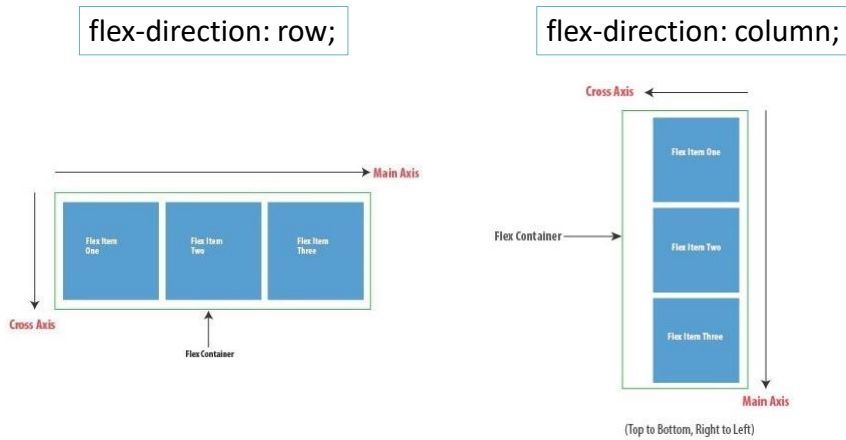 flex-direction: row;
Main Axis
Flex Item
One
Flex Item
Two
Flex Item
Three
Cross Axis
Flex Container
flex-direction: column;
Cross Axis
Flex Item One
Flex Container
Flex Item Two
Flex Item Three
Main Axis
(Top to Bottom, Right to Left)